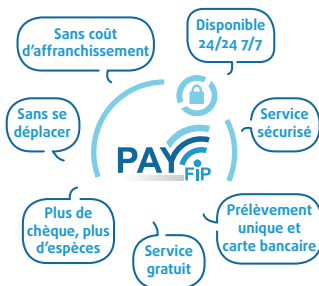 Sans coût
d'affranchissement
Disponible
24/24 7/7
Sans se
déplacer
Service
sécurisé
PAY
FiP
Plus de
chèque, plus
d'espèces
Service
gratuit
Prélèvement
unique et
carte bancaire